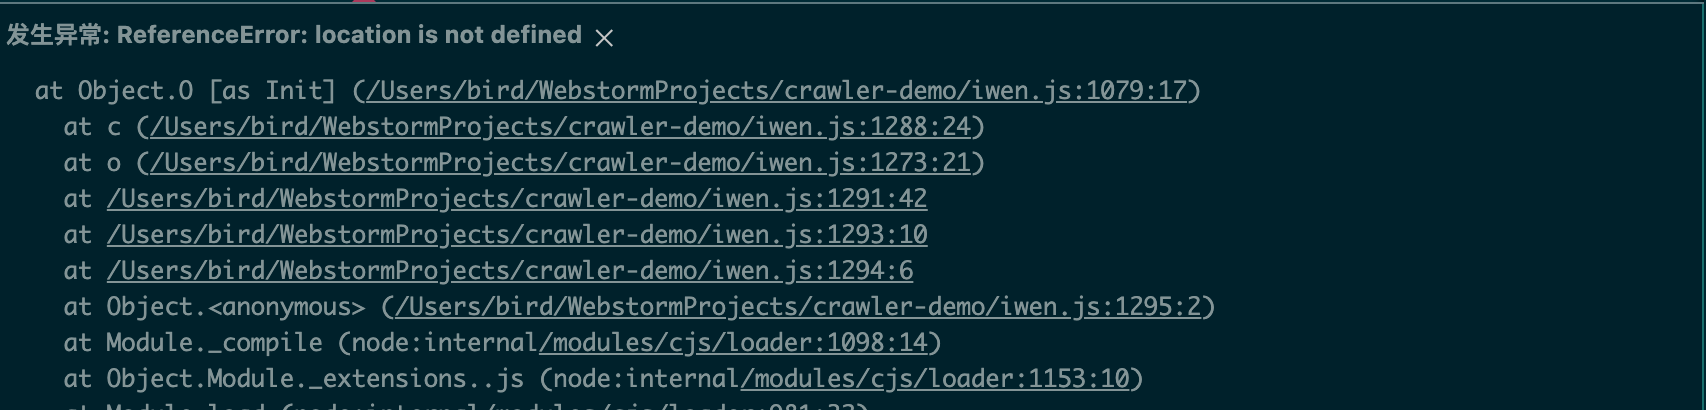 发生异常: ReferenceError: location is not defined ×
at Object.O [as Init] (/Users/bird/WebstormProjects/crawler-demo/iwen.js:1079:17)
at c (/Users/bird/WebstormProjects/crawler-demo/iwen.js:1288:24)
at o (/Users/bird/WebstormProjects/crawler-demo/iwen.js:1273:21)
at /Users/bird/WebstormProjects/crawler-demo/iwen.js:1291:42
at /Users/bird/WebstormProjects/crawler-demo/iwen.js:1293:10
at /Users/bird/WebstormProjects/crawler-demo/iwen.js:1294:6
at Object.<anonymous> (/Users/bird/WebstormProjects/crawler-demo/iwen.js:1295:2)
at Module._compile (node:internal/modules/cjs/loader:1098:14)
at Object.Module._extensions..js (node:internal/modules/cjs/loader:1153:10)